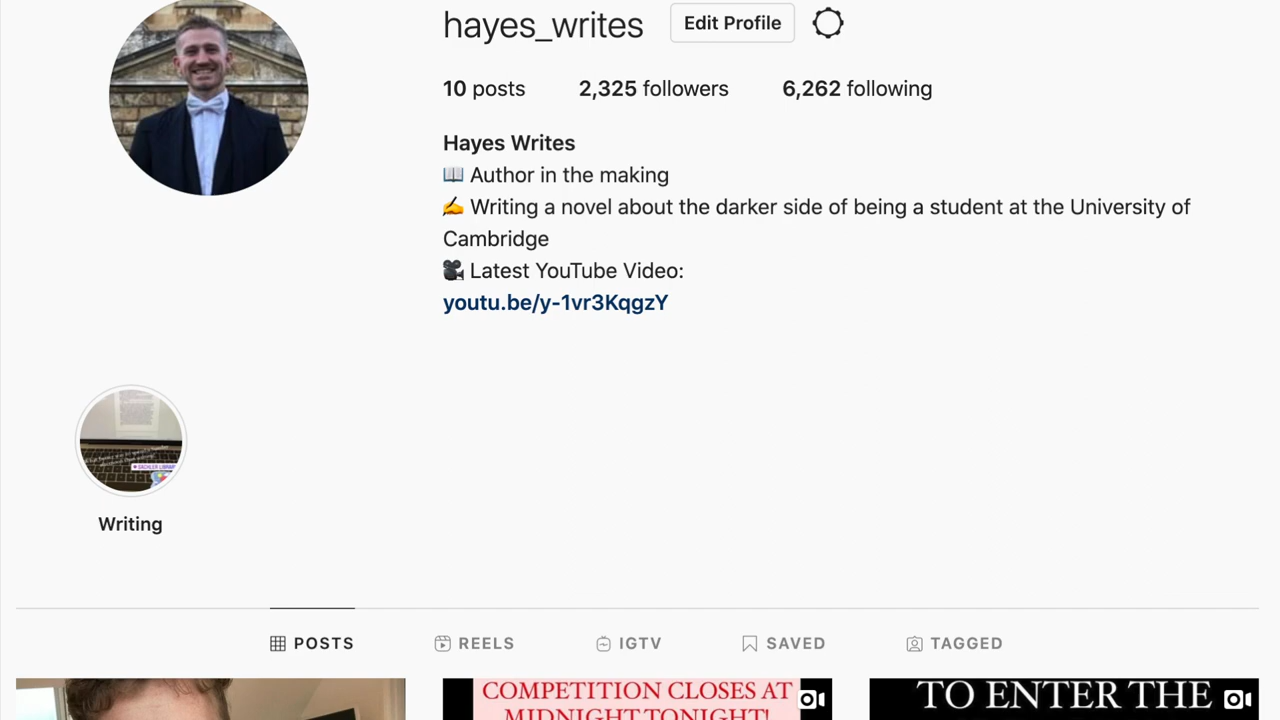 hayes_writes Edit Profile
10 posts 2,325 followers 6,262 following
Hayes Writes
📖 Author in the making
✍️ Writing a novel about the darker side of being a student at the University of
Cambridge
🎥 Latest YouTube Video:
youtu.be/y-1vr3KqgzY
Writing
POSTS REELS IGTV SAVED TAGGED
COMPETITION CLOSES AT TO ENTER THE
MIDNIGHT TONIGHT!